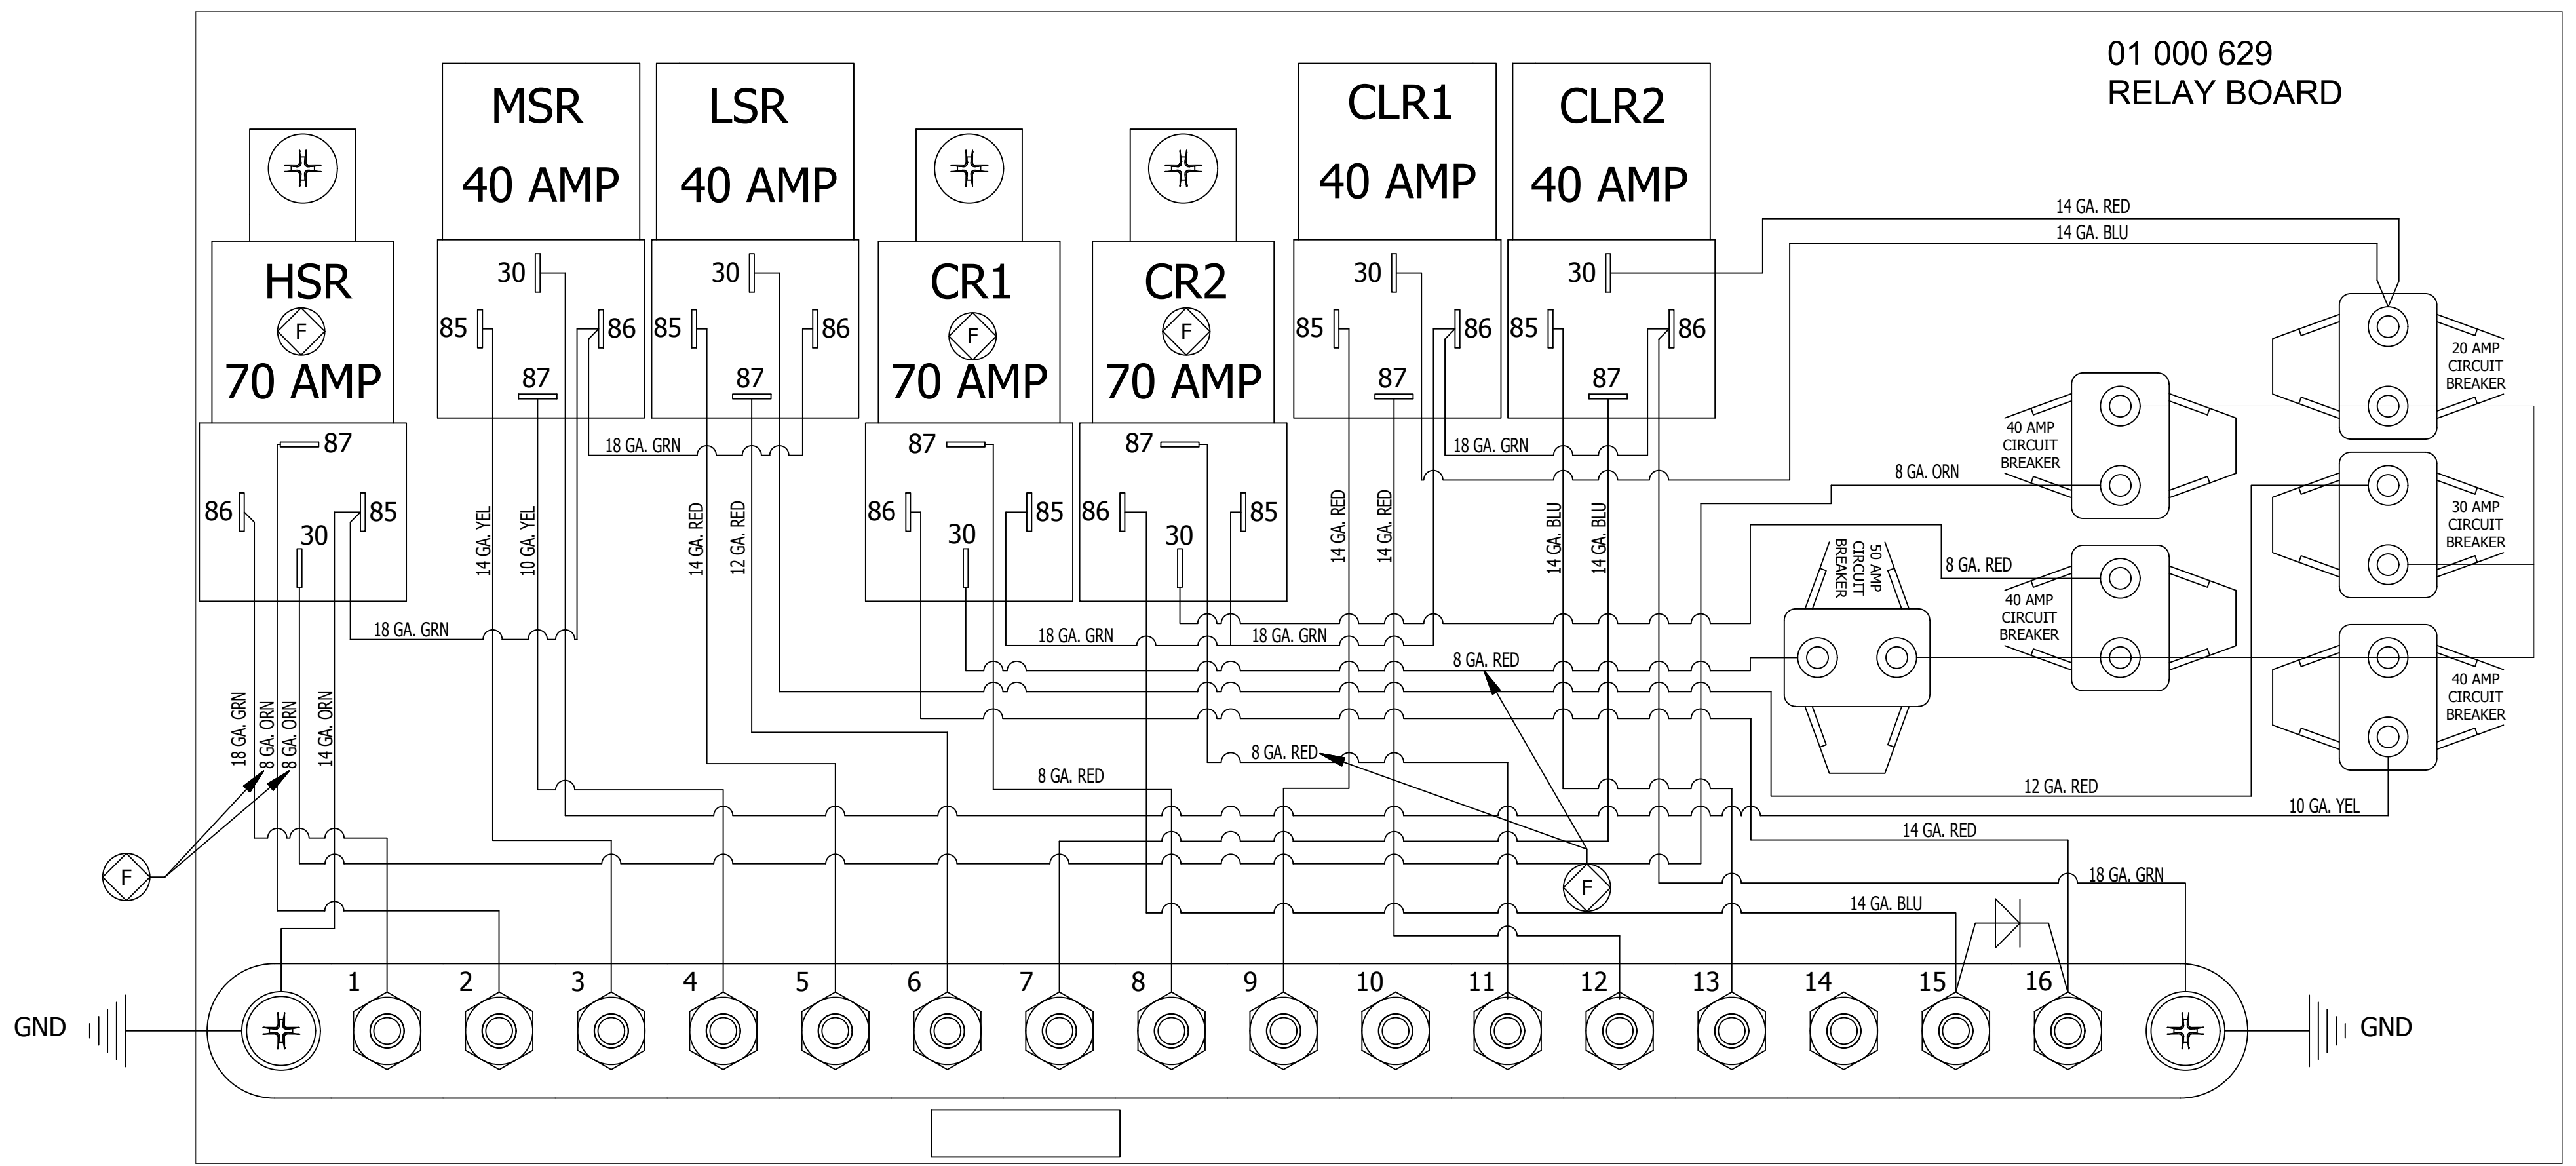 01 000 629
RELAY BOARD
MSR
40 AMP
LSR
40 AMP
CLR1
40 AMP
CLR2
40 AMP
HSR
F
70 AMP
CR1
F
70 AMP
CR2
F
70 AMP
30
85
86
87
30
85
86
87
30
85
86
87
30
85
86
87
87
86
85
30
87
86
85
30
87
86
85
30
14 GA. RED
14 GA. BLU
20 AMP
CIRCUIT
BREAKER
40 AMP
CIRCUIT
BREAKER
30 AMP
CIRCUIT
BREAKER
50 AMP
CIRCUIT
BREAKER
40 AMP
CIRCUIT
BREAKER
40 AMP
CIRCUIT
BREAKER
18 GA. GRN
18 GA. GRN
8 GA. ORN
8 GA. RED
14 GA. YEL
10 GA. YEL
14 GA. RED
12 GA. RED
14 GA. RED
14 GA. RED
14 GA. BLU
14 GA. BLU
18 GA. GRN
18 GA. GRN
18 GA. GRN
8 GA. RED
18 GA. GRN
8 GA. ORN
8 GA. ORN
14 GA. ORN
8 GA. RED
8 GA. RED
12 GA. RED
10 GA. YEL
14 GA. RED
18 GA. GRN
14 GA. BLU
F
F
1
2
3
4
5
6
7
8
9
10
11
12
13
14
15
16
GND
GND